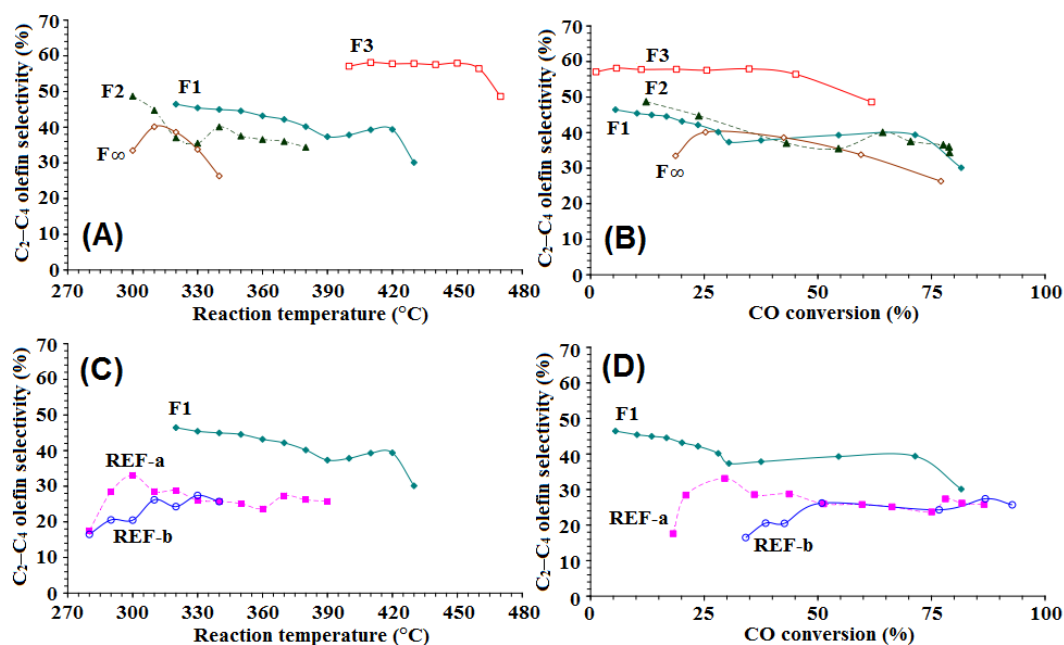 C₂–C₄ olefin selectivity (%)
70
60
50
40
30
20
10
0
F3
F2
F1
F∞
(A)
270 300 330 360 390 420 450 480
Reaction temperature (°C)
C₂–C₄ olefin selectivity (%)
70
60
50
40
30
20
10
0
F3
F2
F1
F∞
(B)
0 25 50 75 100
CO conversion (%)
C₂–C₄ olefin selectivity (%)
70
60
50
40
30
20
10
0
(C)
F1
REF-a
REF-b
270 300 330 360 390 420 450 480
Reaction temperature (°C)
C₂–C₄ olefin selectivity (%)
70
60
50
40
30
20
10
0
(D)
F1
REF-a
REF-b
0 25 50 75 100
CO conversion (%)